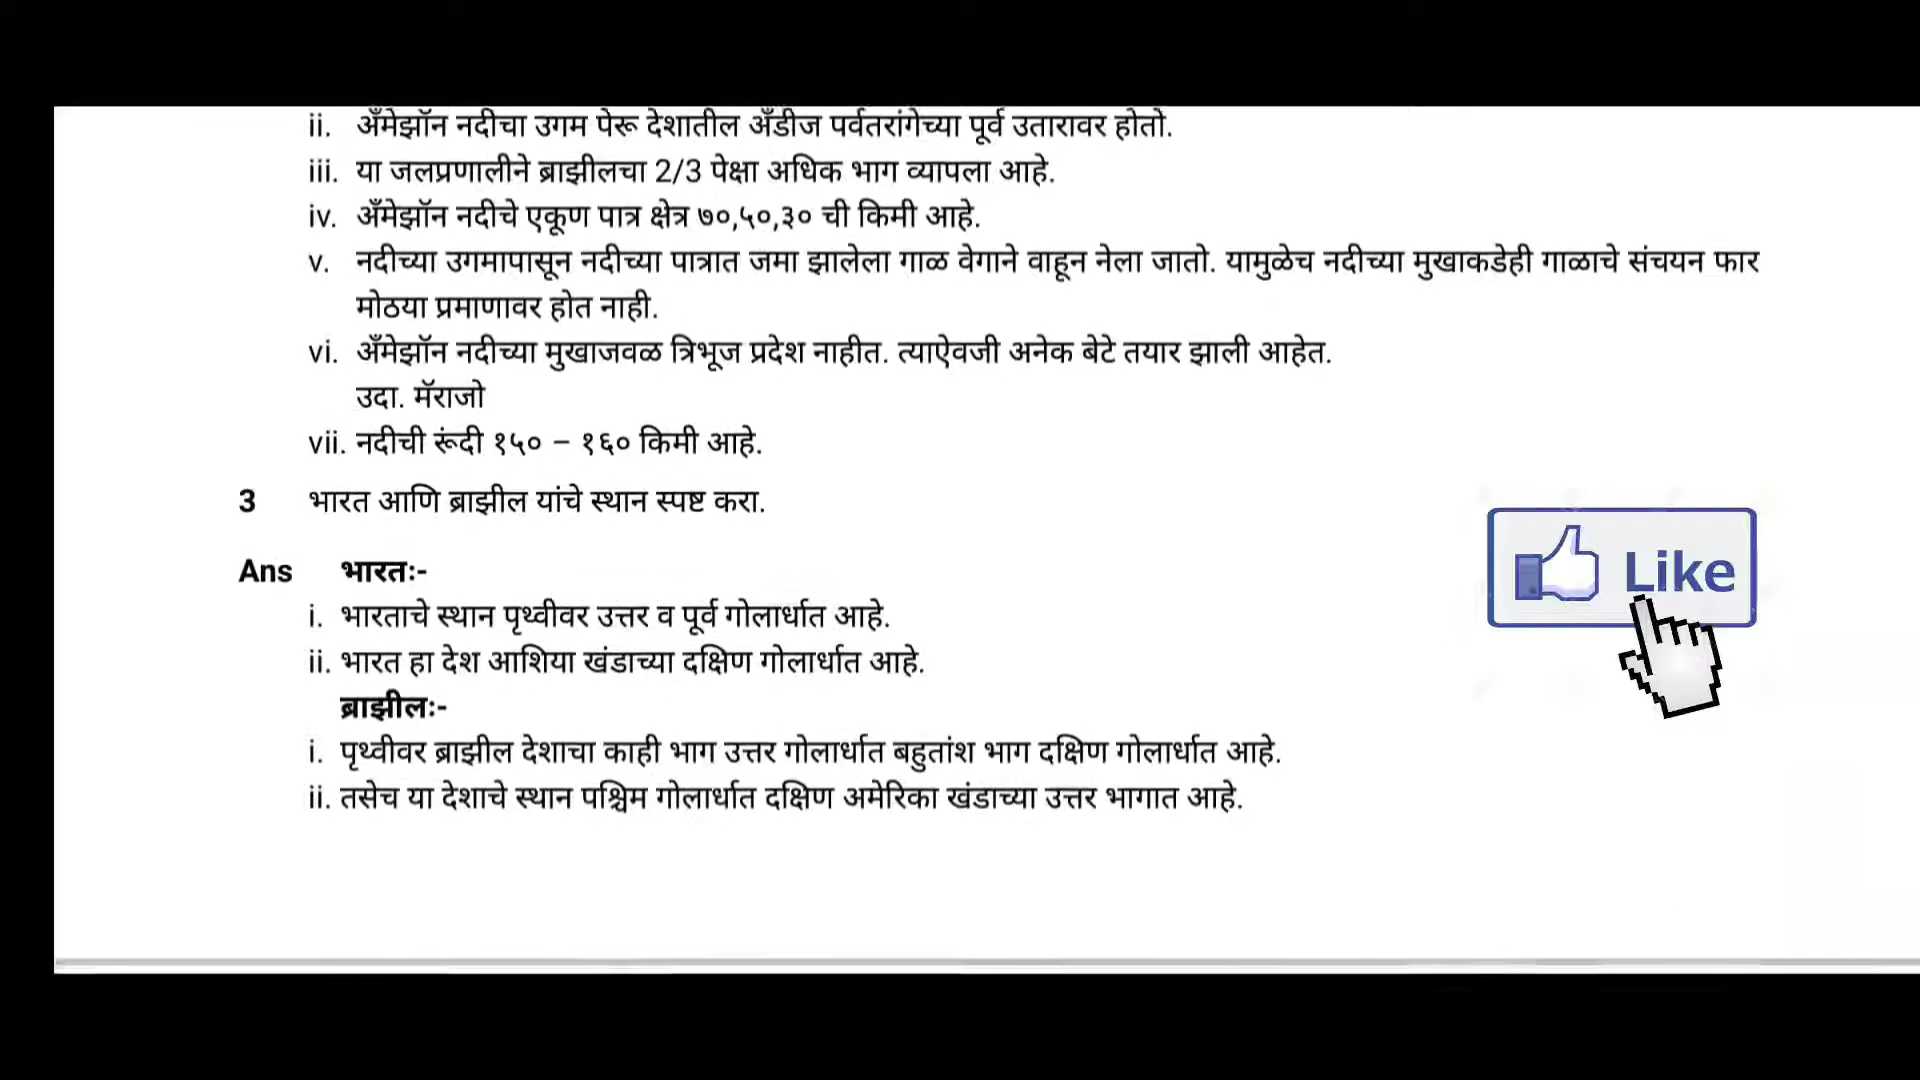 ii. अँमेझॉन नदीचा उगम पेरू देशातील अँडीज पर्वतरांगेच्या पूर्व उतारावर होतो.
iii. या जलप्रणालीने ब्राझीलचा 2/3 पेक्षा अधिक भाग व्यापला आहे.
iv. अँमेझॉन नदीचे एकूण पात्र क्षेत्र ७०,५०,३० ची किमी आहे.
v. नदीच्या उगमापासून नदीच्या पात्रात जमा झालेला गाळ वेगाने वाहून नेला जातो. यामुळेच नदीच्या मुखाकडेही गाळाचे संचयन फार
मोठया प्रमाणावर होत नाही.
vi. अँमेझॉन नदीच्या मुखाजवळ त्रिभूज प्रदेश नाहीत. त्याऐवजी अनेक बेटे तयार झाली आहेत.
उदा. मॅराजो
vii. नदीची रूंदी १५० – १६० किमी आहे.
3 भारत आणि ब्राझील यांचे स्थान स्पष्ट करा.
Ans भारतः-
i. भारताचे स्थान पृथ्वीवर उत्तर व पूर्व गोलार्धात आहे.
ii. भारत हा देश आशिया खंडाच्या दक्षिण गोलार्धात आहे.
ब्राझीलः-
i. पृथ्वीवर ब्राझील देशाचा काही भाग उत्तर गोलार्धात बहुतांश भाग दक्षिण गोलार्धात आहे.
ii. तसेच या देशाचे स्थान पश्चिम गोलार्धात दक्षिण अमेरिका खंडाच्या उत्तर भागात आहे.
Like